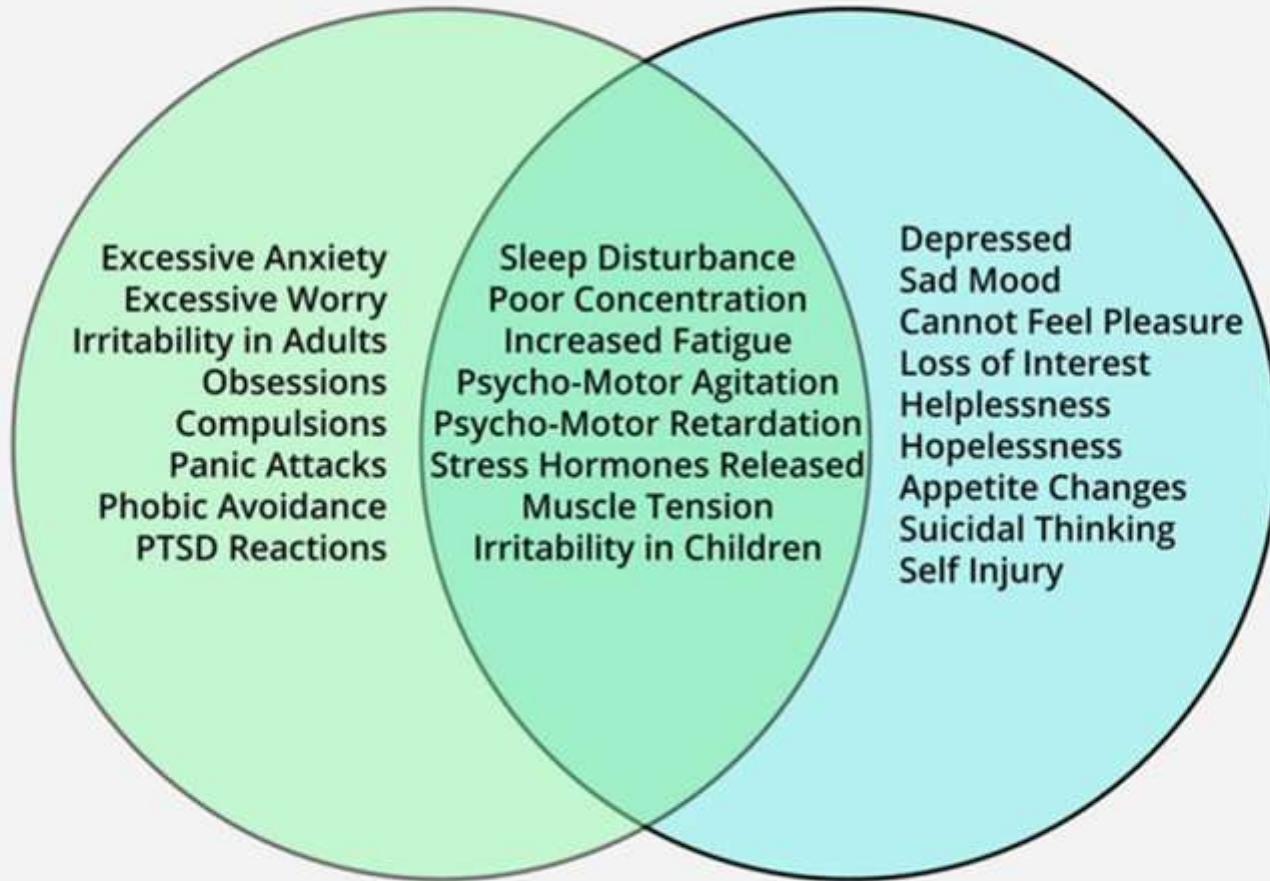 Excessive Anxiety
Excessive Worry
Irritability in Adults
Obsessions
Compulsions
Panic Attacks
Phobic Avoidance
PTSD Reactions
Sleep Disturbance
Poor Concentration
Increased Fatigue
Psycho-Motor Agitation
Psycho-Motor Retardation
Stress Hormones Released
Muscle Tension
Irritability in Children
Depressed
Sad Mood
Cannot Feel Pleasure
Loss of Interest
Helplessness
Hopelessness
Appetite Changes
Suicidal Thinking
Self Injury